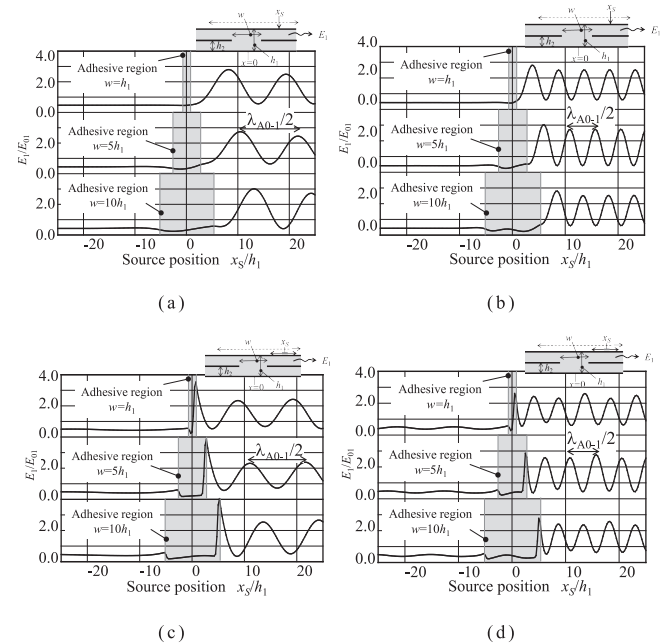 w
x_S
E_1
h_2
x=0
h_1
4.0
2.0
0.0
2.0
0.0
2.0
0.0
E_1/E_01
Adhesive region
w=h_1
Adhesive region
w=5h_1
λ_A0-1/2
Adhesive region
w=10h_1
-20 -10 0 10 20
Source position x_S/h_1
(a)
w
x_S
E_1
h_2
x=0
h_1
4.0
2.0
0.0
2.0
0.0
2.0
0.0
E_1/E_01
Adhesive region
w=h_1
Adhesive region
w=5h_1
λ_A0-1/2
Adhesive region
w=10h_1
-20 -10 0 10 20
Source position x_S/h_1
(b)
w
x_S
E_1
h_2
x=0
h_1
4.0
2.0
0.0
2.0
0.0
2.0
0.0
E_1/E_01
Adhesive region
w=h_1
Adhesive region
w=5h_1
λ_A0-1/2
Adhesive region
w=10h_1
-20 -10 0 10 20
Source position x_S/h_1
(c)
w
x_S
E_1
h_2
x=0
h_1
4.0
2.0
0.0
2.0
0.0
2.0
0.0
E_1/E_01
Adhesive region
w=h_1
Adhesive region
w=5h_1
λ_A0-1/2
Adhesive region
w=10h_1
-20 -10 0 10 20
Source position x_S/h_1
(d)